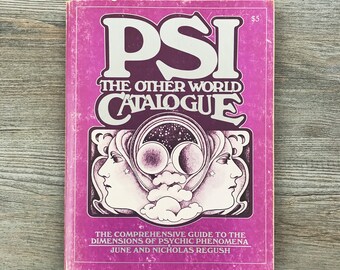 $5
PSI
THE OTHER WORLD
CATALOGUE
THE COMPREHENSIVE GUIDE TO THE
DIMENSIONS OF PSYCHIC PHENOMENA
JUNE AND NICHOLAS REGUSH